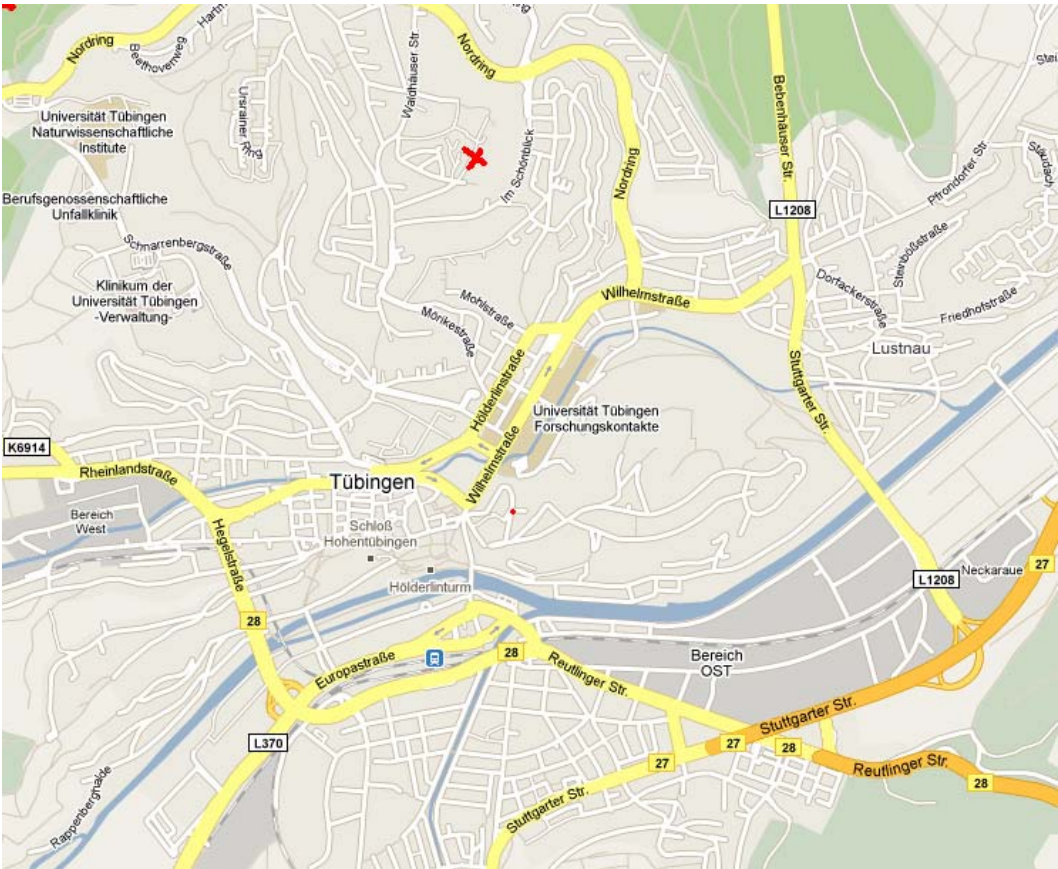 Nordring
Beethovenweg
Waldhäuser Str.
Nordring
Universität Tübingen
Naturwissenschaftliche
Institute
Ursrainer Ring
Im Schönblick
Nordring
Bebenhäuser Str.
Pfrondorfer Str.
Stäudach
Berufsgenossenschaftliche
Unfallklinik
L1208
Schnarrenbergstraße
Steinbößstraße
Klinikum der
Universität Tübingen
-Verwaltung-
Mohlstraße
Mörikestraße
Wilhelmstraße
Dorfackerstraße
Friedhofstraße
Lustnau
Hölderlinstraße
Stuttgarter Str.
Universität Tübingen
Forschungskontakte
K6914
Rheinlandstraße
Tübingen
Wilhelmstraße
Bereich
West
Schloß
Hohentübingen
Hegelstraße
Hölderlinturm
L1208
Neckaraue
27
28
28
Europastraße
Reutlinger Str.
Bereich
OST
Stuttgarter Str.
L370
27
28
27
Reutlinger Str.
28
Rappenberghalde
Stuttgarter Str.